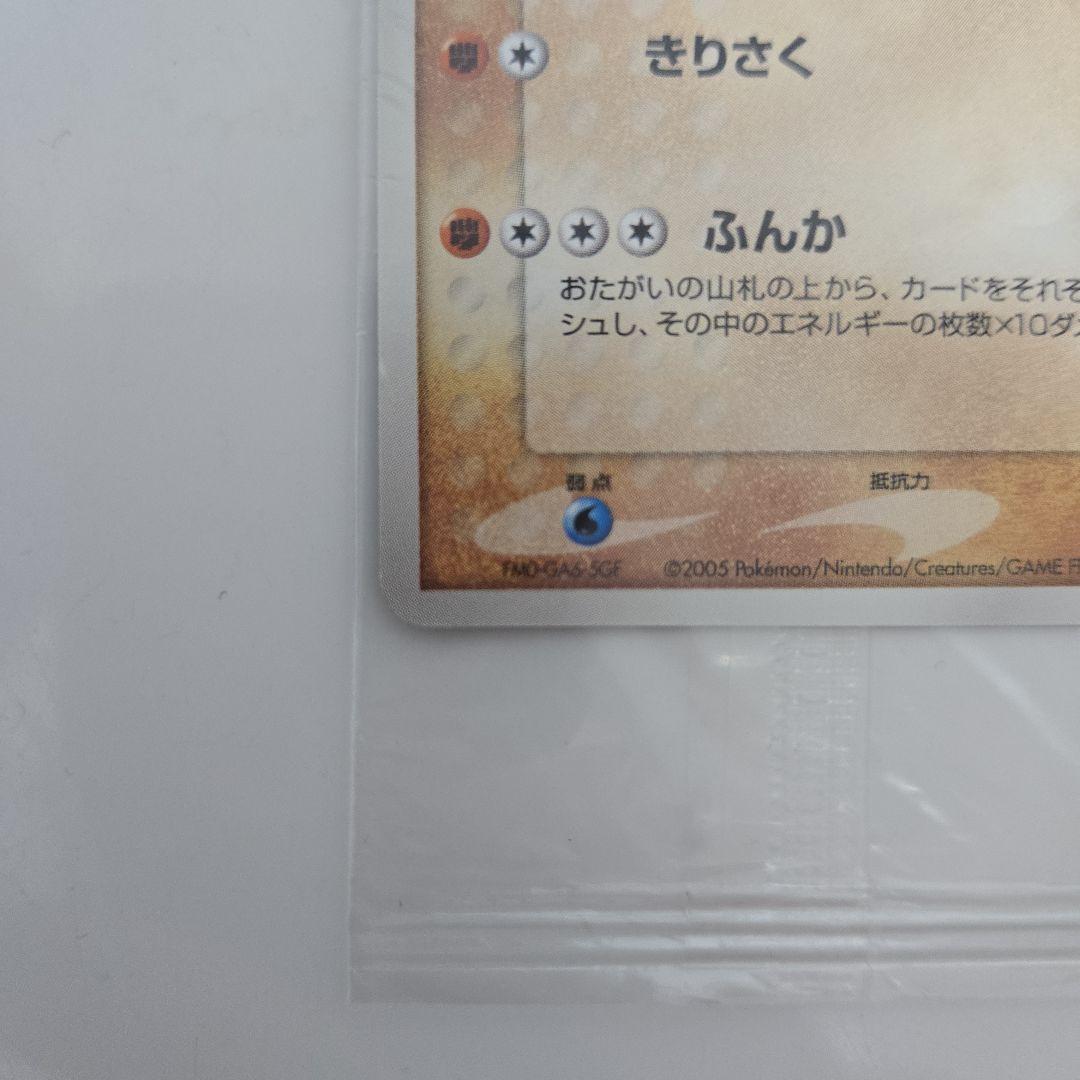 きりさく
ふんか
おたがいの山札の上から、カードをそれぞ
シュし、その中のエネルギーの枚数×10ダ
弱点
抵抗力
©2005 Pokémon/Nintendo/Creatures/GAME F